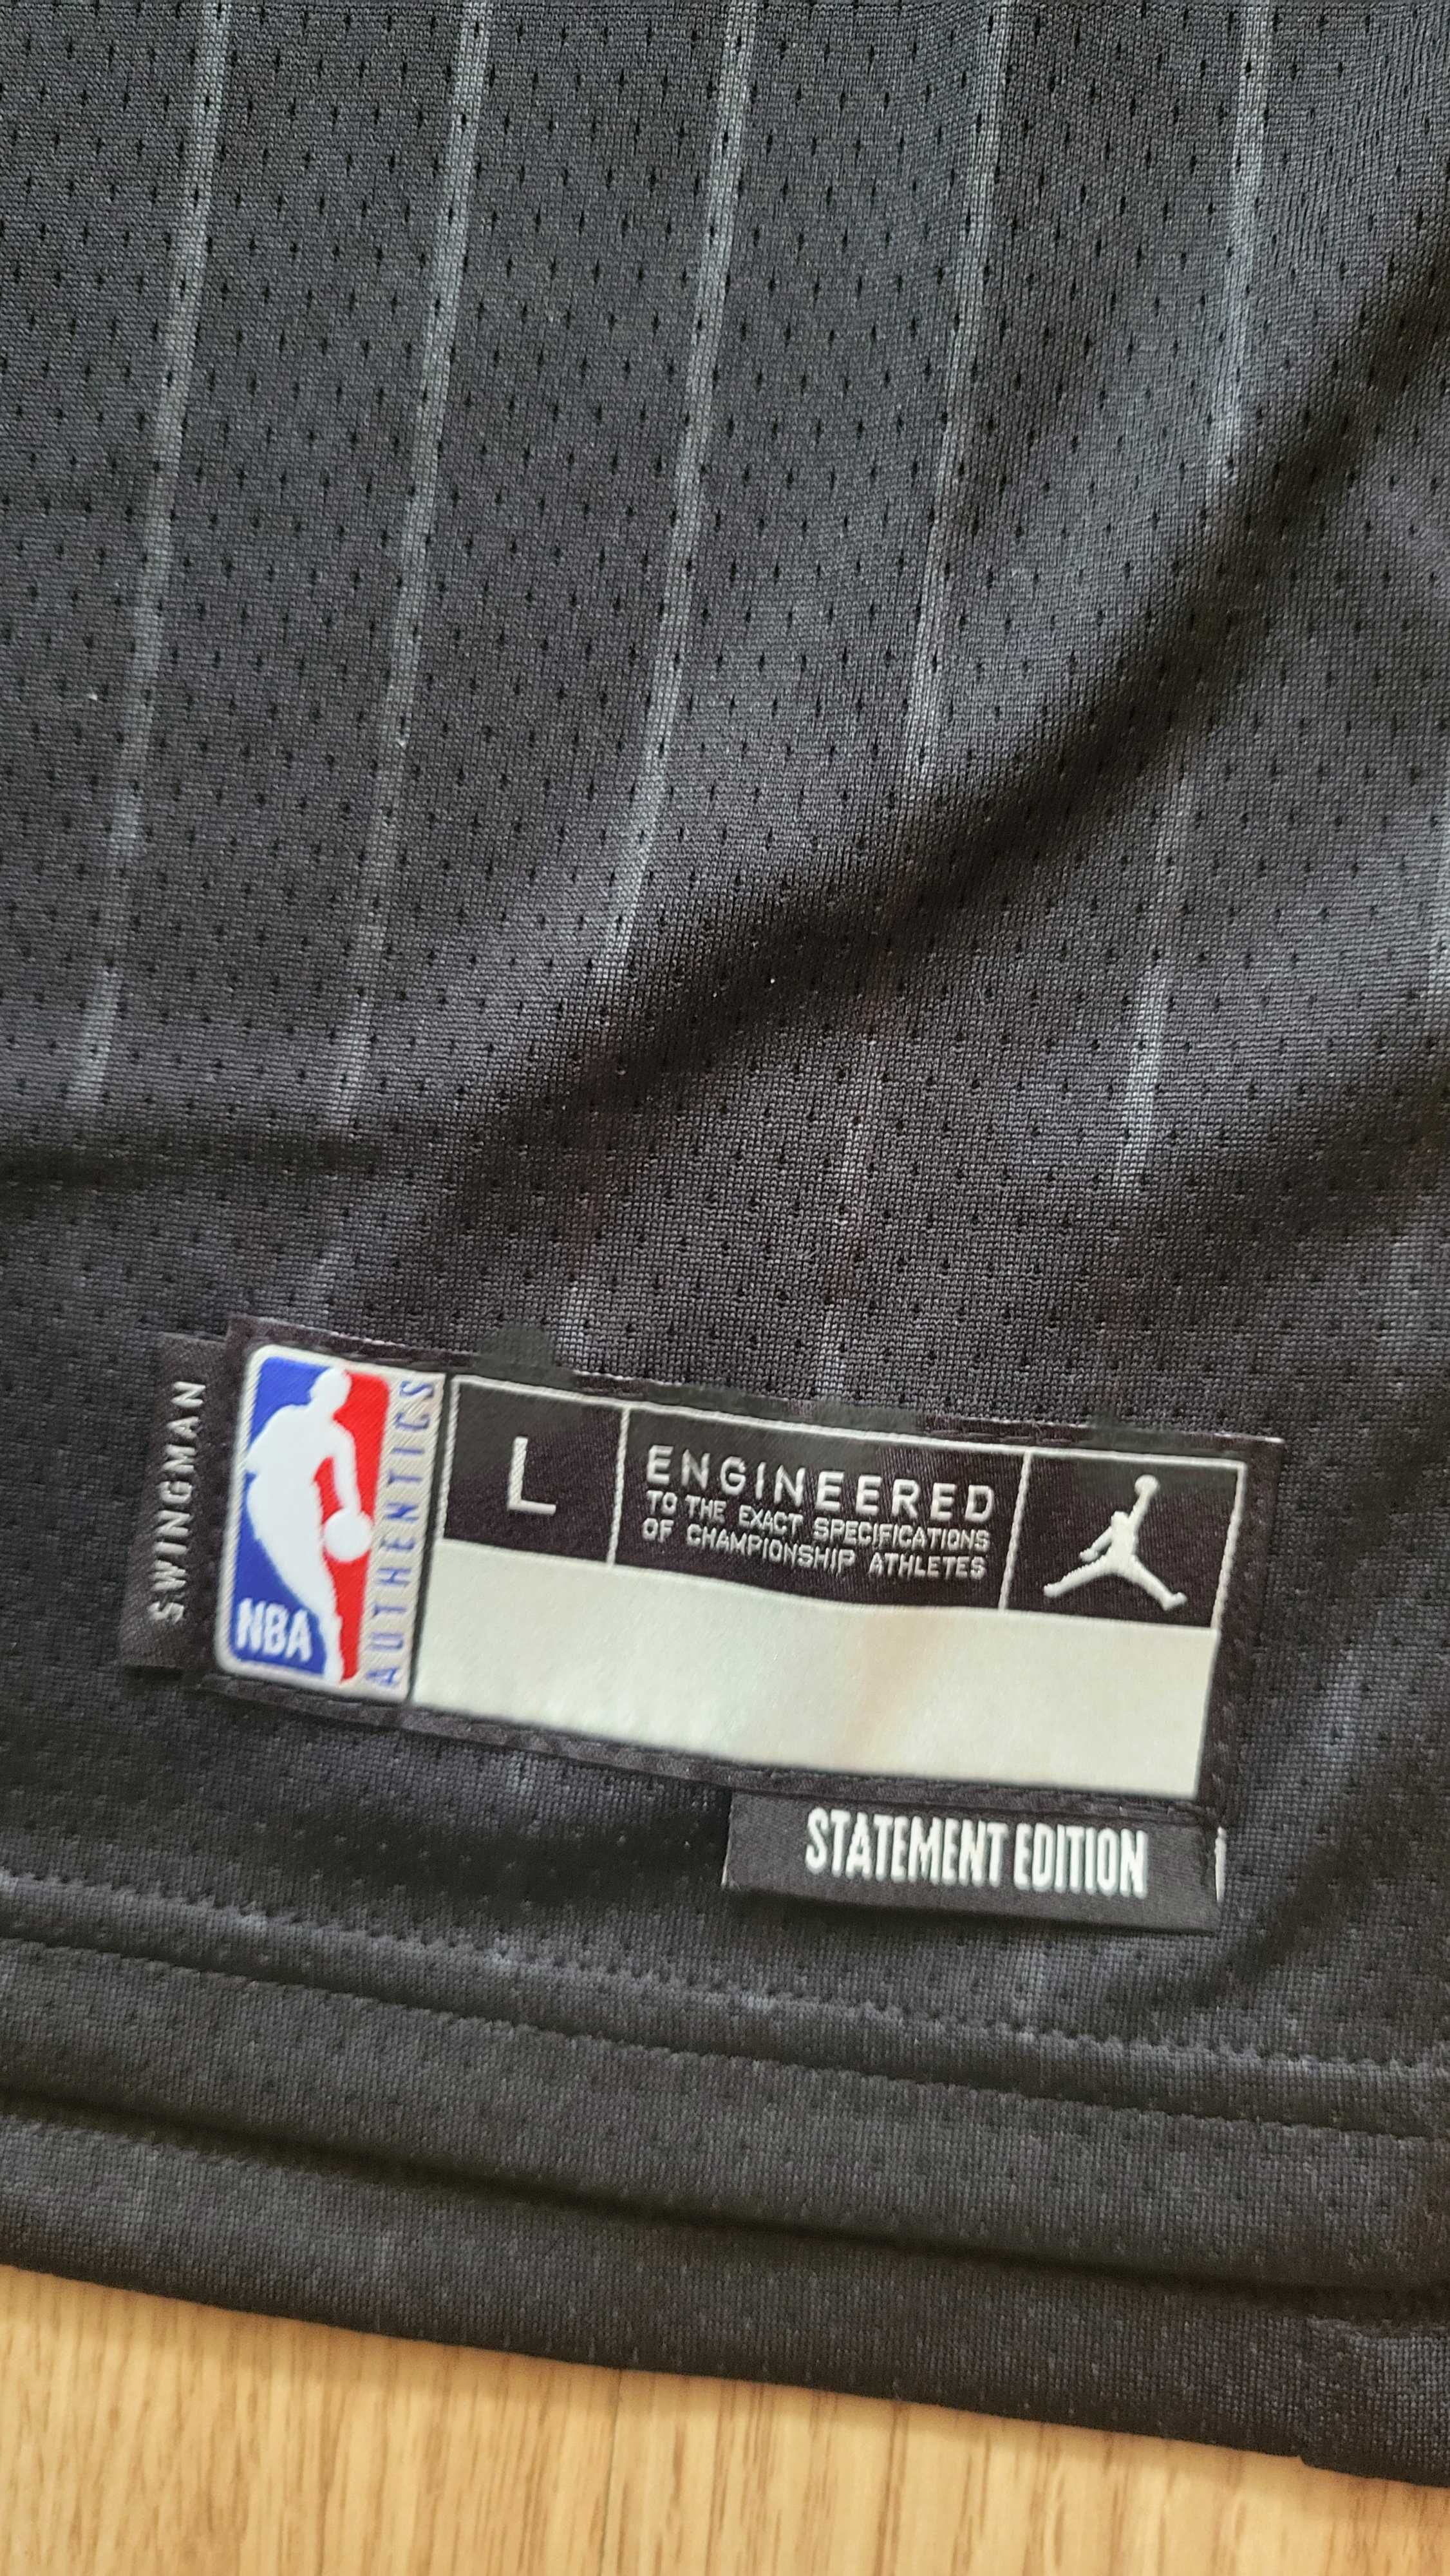 SWINGMAN
NBA
AUTHENTICS
L
ENGINEERED
TO THE EXACT SPECIFICATIONS
OF CHAMPIONSHIP ATHLETES
STATEMENT EDITION